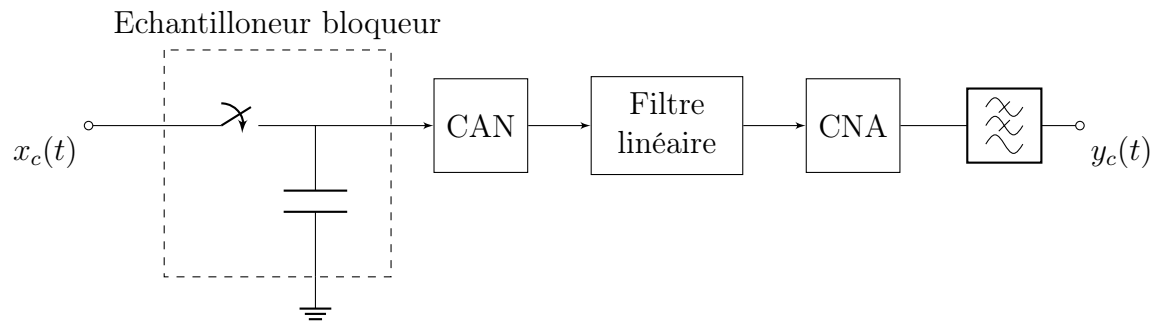 Echantilloneur bloqueur
x_c(t)
CAN
Filtre
linéaire
CNA
y_c(t)